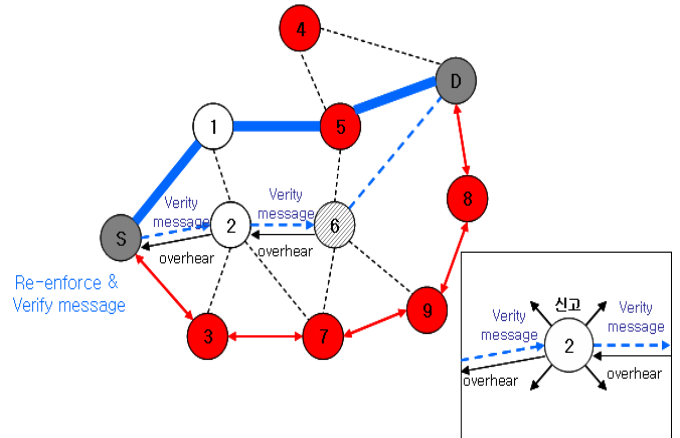 4
D
1
5
Verity
message
Verity
message
8
S
2
6
overhear
overhear
Re-enforce &
Verify message
3
7
9
신고
Verity
message
Verity
message
2
overhear
overhear